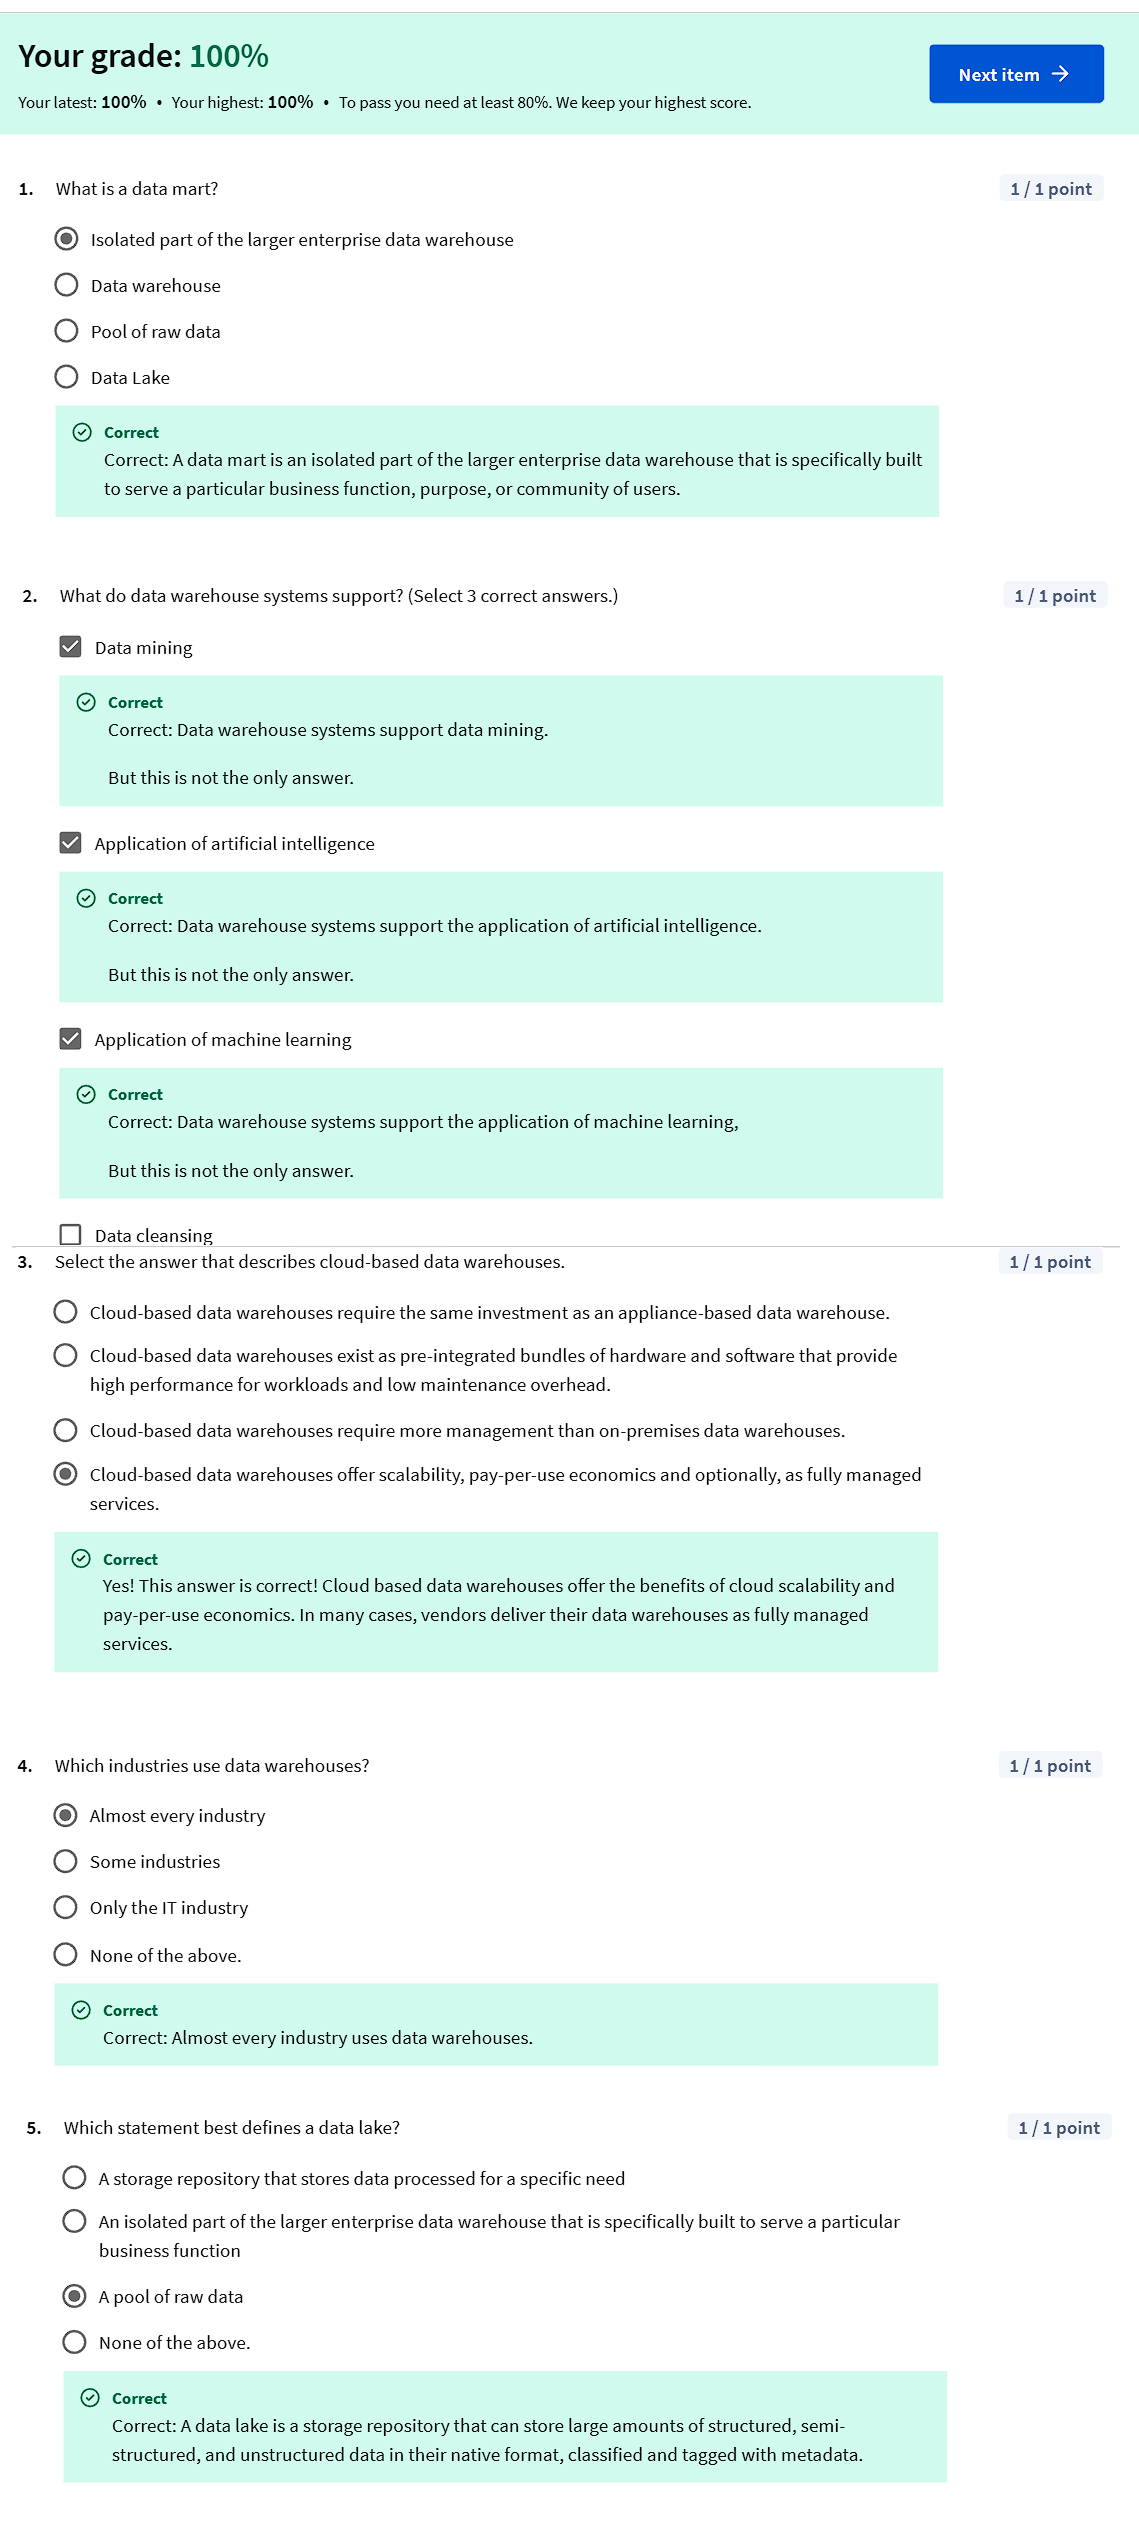 Your grade: 100%
Next item →
Your latest: 100% • Your highest: 100% • To pass you need at least 80%. We keep your highest score.
1. What is a data mart?
1 / 1 point
Isolated part of the larger enterprise data warehouse
Data warehouse
Pool of raw data
Data Lake
Correct
Correct: A data mart is an isolated part of the larger enterprise data warehouse that is specifically built
to serve a particular business function, purpose, or community of users.
2. What do data warehouse systems support? (Select 3 correct answers.)
1 / 1 point
Data mining
Correct
Correct: Data warehouse systems support data mining.
But this is not the only answer.
Application of artificial intelligence
Correct
Correct: Data warehouse systems support the application of artificial intelligence.
But this is not the only answer.
Application of machine learning
Correct
Correct: Data warehouse systems support the application of machine learning,
But this is not the only answer.
Data cleansing
3. Select the answer that describes cloud-based data warehouses.
1 / 1 point
Cloud-based data warehouses require the same investment as an appliance-based data warehouse.
Cloud-based data warehouses exist as pre-integrated bundles of hardware and software that provide
high performance for workloads and low maintenance overhead.
Cloud-based data warehouses require more management than on-premises data warehouses.
Cloud-based data warehouses offer scalability, pay-per-use economics and optionally, as fully managed
services.
Correct
Yes! This answer is correct! Cloud based data warehouses offer the benefits of cloud scalability and
pay-per-use economics. In many cases, vendors deliver their data warehouses as fully managed
services.
4. Which industries use data warehouses?
1 / 1 point
Almost every industry
Some industries
Only the IT industry
None of the above.
Correct
Correct: Almost every industry uses data warehouses.
5. Which statement best defines a data lake?
1 / 1 point
A storage repository that stores data processed for a specific need
An isolated part of the larger enterprise data warehouse that is specifically built to serve a particular
business function
A pool of raw data
None of the above.
Correct
Correct: A data lake is a storage repository that can store large amounts of structured, semi-
structured, and unstructured data in their native format, classified and tagged with metadata.